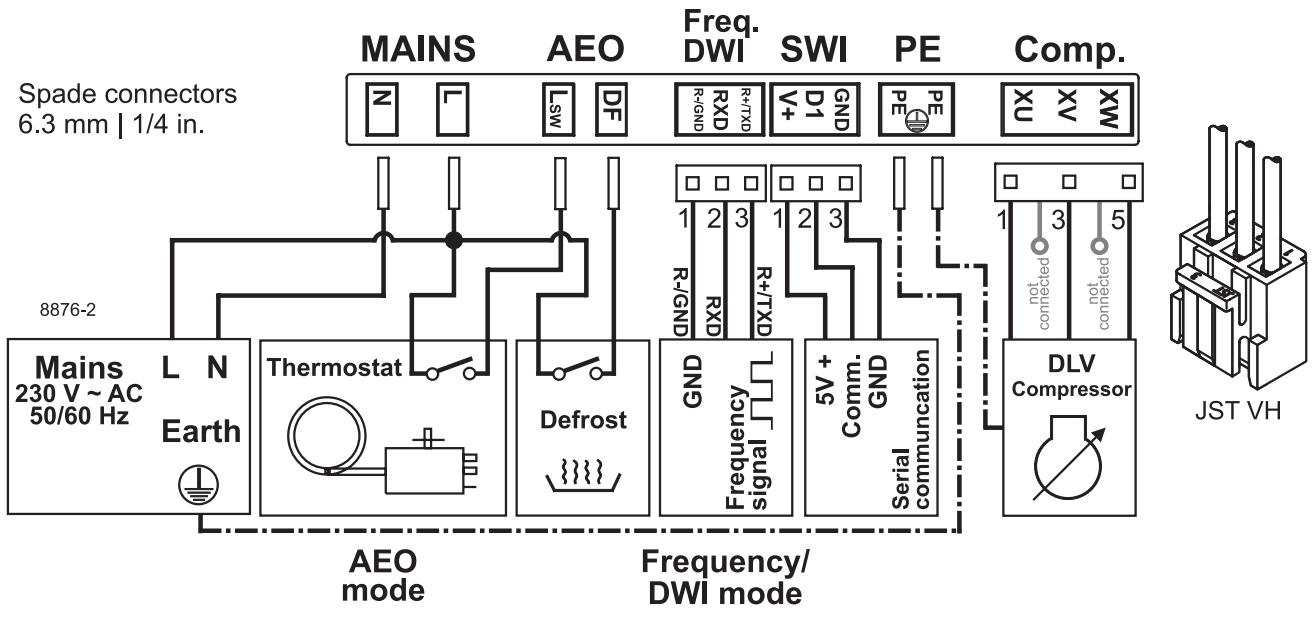 MAINS
AEO
Freq.
DWI
SWI
PE
Comp.
Spade connectors
6.3 mm | 1/4 in.
N
L
Lsw
DF
R-/GND
RXD
R+/TXD
V+
D1
GND
PE
PE
XU
XV
XW
1 2 3
1 2 3
1 3 5
not
connected
not
connected
R-/GND
RXD
R+/TXD
8876-2
Mains
230 V ~ AC
50/60 Hz
L N
Earth
Thermostat
Defrost
GND
Frequency
signal
5V +
Comm.
GND
Serial
communcation
DLV
Compressor
JST VH
AEO
mode
Frequency/
DWI mode